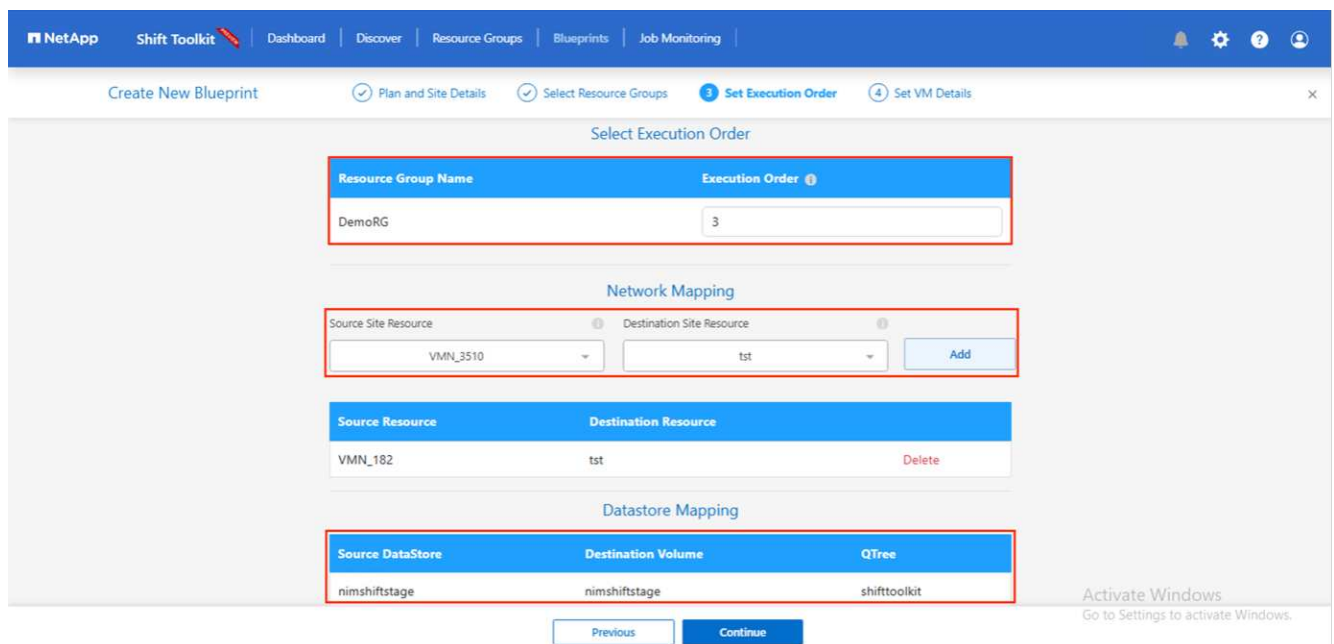 NetApp Shift Toolkit PREVIEW Dashboard Discover Resource Groups Blueprints Job Monitoring
Create New Blueprint Plan and Site Details Select Resource Groups 3 Set Execution Order 4 Set VM Details
Select Execution Order
Resource Group Name Execution Order
DemoRG 3
Network Mapping
Source Site Resource Destination Site Resource
VMN_3510 tst Add
Source Resource Destination Resource
VMN_182 tst Delete
Datastore Mapping
Source DataStore Destination Volume QTree
nimshiftstage nimshiftstage shifttoolkit
Activate Windows
Go to Settings to activate Windows.
Previous Continue